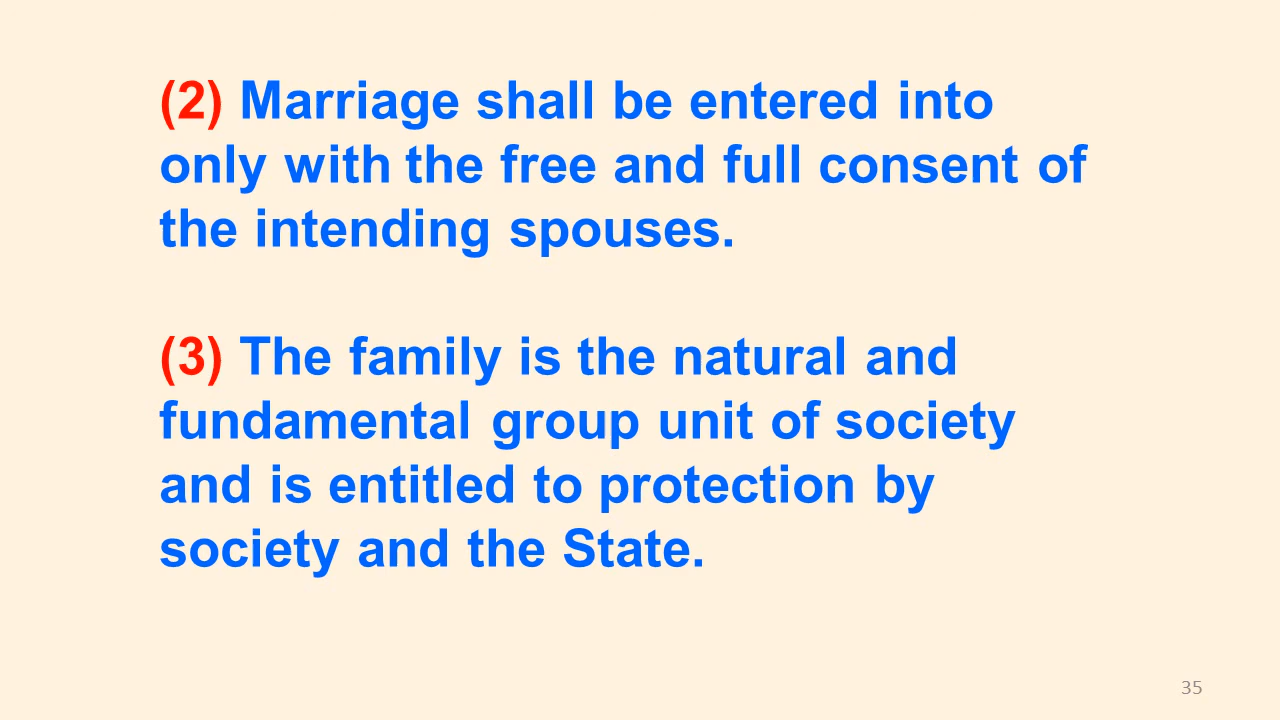 (2) Marriage shall be entered into
only with the free and full consent of
the intending spouses.
(3) The family is the natural and
fundamental group unit of society
and is entitled to protection by
society and the State.
35